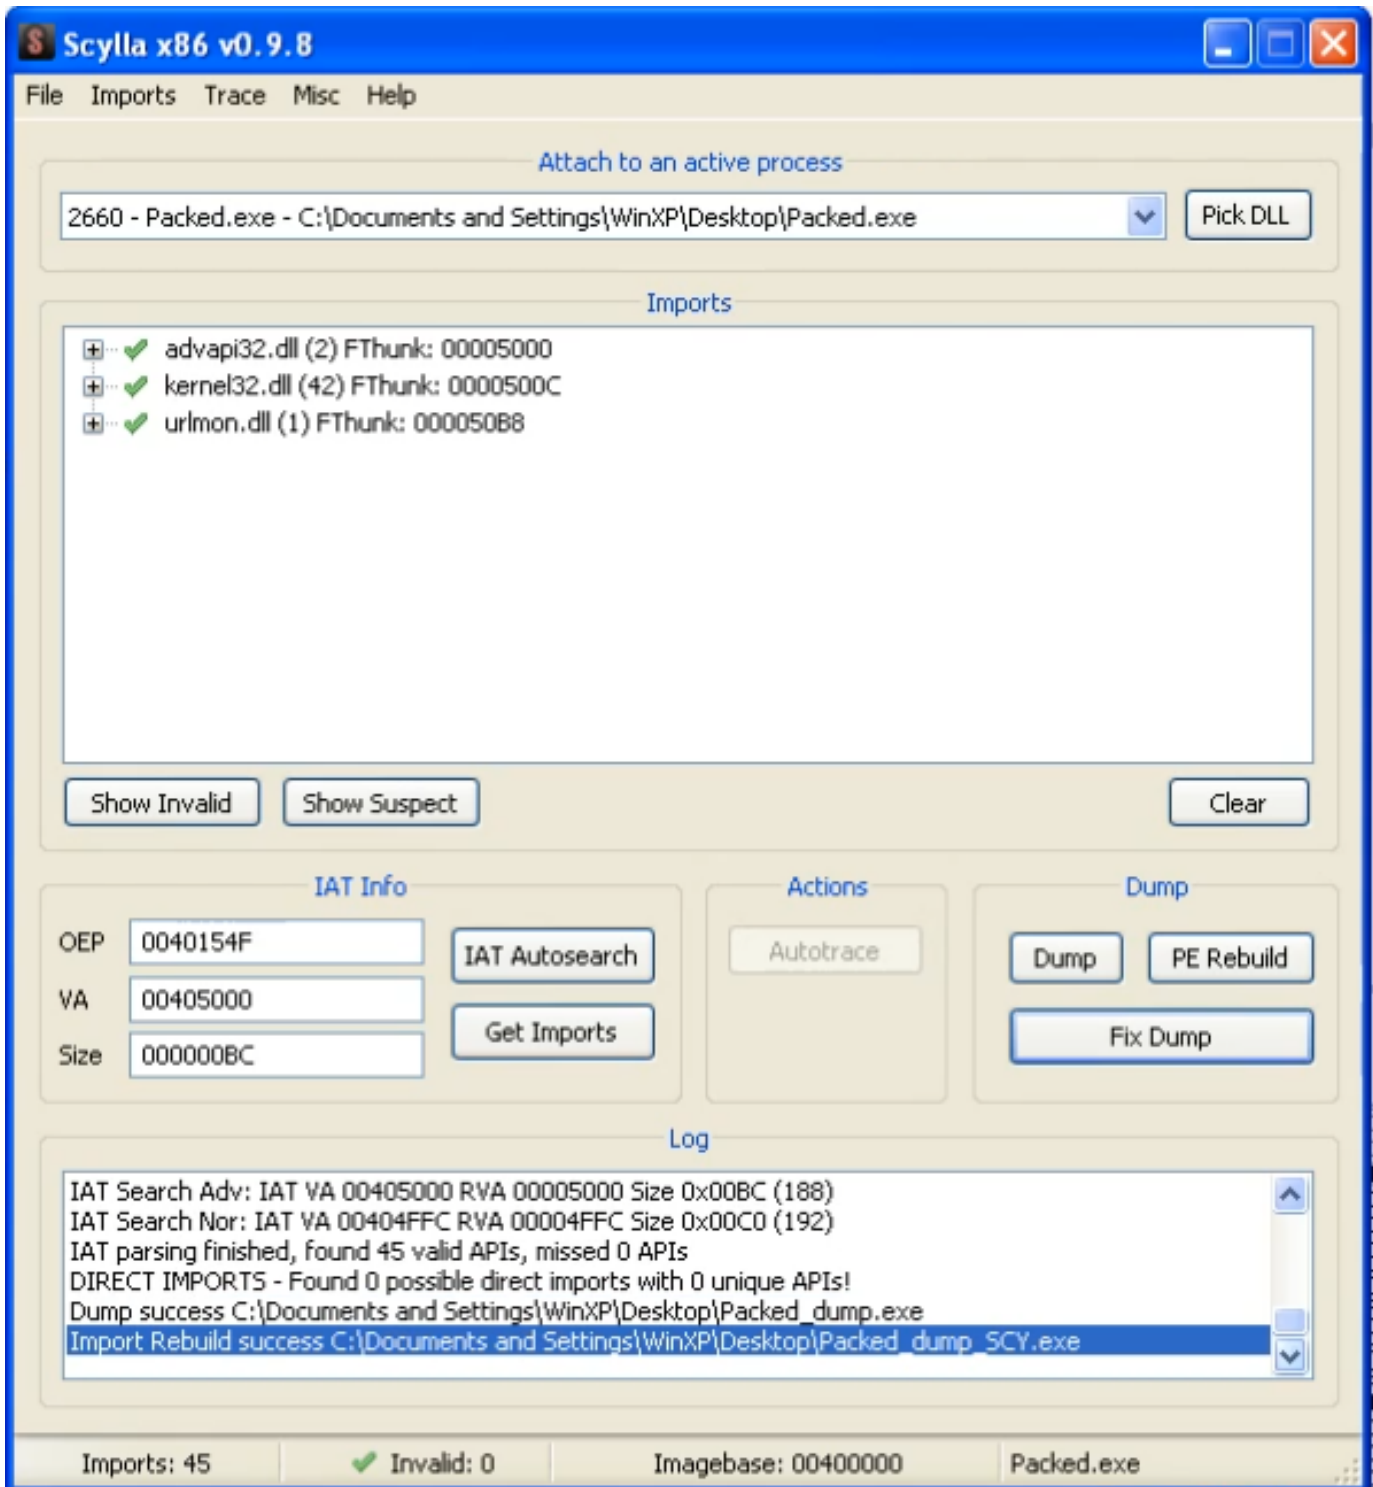 S Scylla x86 v0.9.8
File Imports Trace Misc Help
Attach to an active process
2660 - Packed.exe - C:\Documents and Settings\WinXP\Desktop\Packed.exe
Pick DLL
Imports
advapi32.dll (2) FThunk: 00005000
kernel32.dll (42) FThunk: 0000500C
urlmon.dll (1) FThunk: 000050B8
Show Invalid
Show Suspect
Clear
IAT Info
OEP 0040154F
VA 00405000
Size 000000BC
IAT Autosearch
Get Imports
Actions
Autotrace
Dump
Dump
PE Rebuild
Fix Dump
Log
IAT Search Adv: IAT VA 00405000 RVA 00005000 Size 0x00BC (188)
IAT Search Nor: IAT VA 00404FFC RVA 00004FFC Size 0x00C0 (192)
IAT parsing finished, found 45 valid APIs, missed 0 APIs
DIRECT IMPORTS - Found 0 possible direct imports with 0 unique APIs!
Dump success C:\Documents and Settings\WinXP\Desktop\Packed_dump.exe
Import Rebuild success C:\Documents and Settings\WinXP\Desktop\Packed_dump_SCY.exe
Imports: 45
Invalid: 0
Imagebase: 00400000
Packed.exe